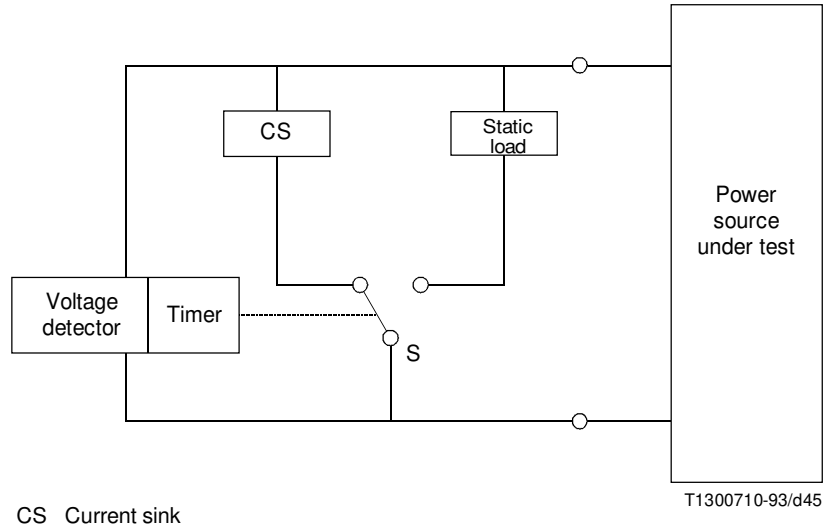 CS
Static
load
Power
source
under test
Voltage
detector
Timer
S
T1300710-93/d45
CS Current sink